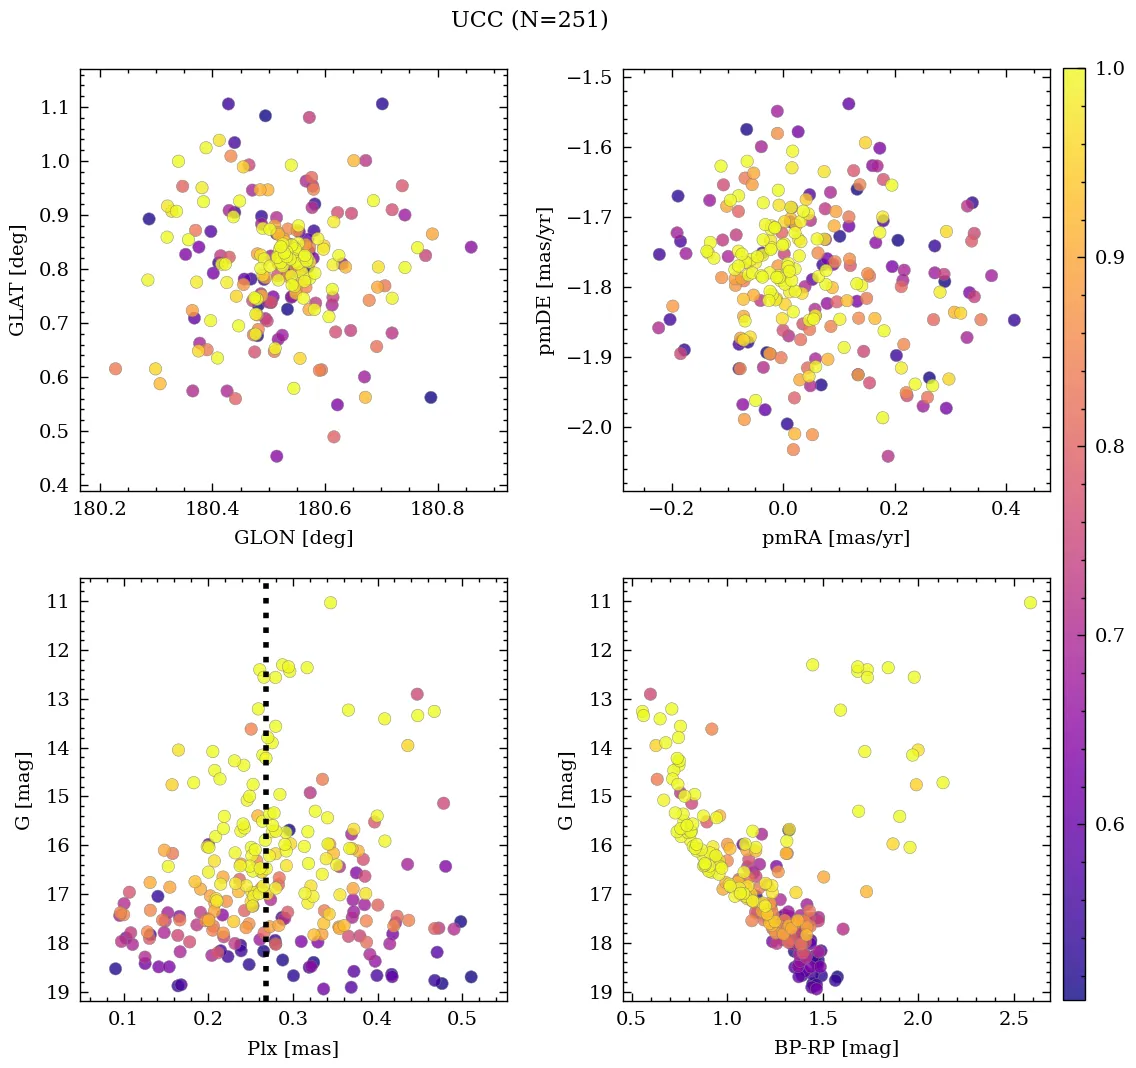 UCC (N=251)
1.1
1.0
0.9
0.8
0.7
0.6
0.5
0.4
GLAT [deg]
180.2 180.4 180.6 180.8
GLON [deg]
−1.5
−1.6
−1.7
−1.8
−1.9
−2.0
pmDE [mas/yr]
−0.2 0.0 0.2 0.4
pmRA [mas/yr]
1.0
0.9
0.8
0.7
0.6
11
12
13
14
15
16
17
18
19
G [mag]
0.1 0.2 0.3 0.4 0.5
Plx [mas]
11
12
13
14
15
16
17
18
19
G [mag]
0.5 1.0 1.5 2.0 2.5
BP-RP [mag]